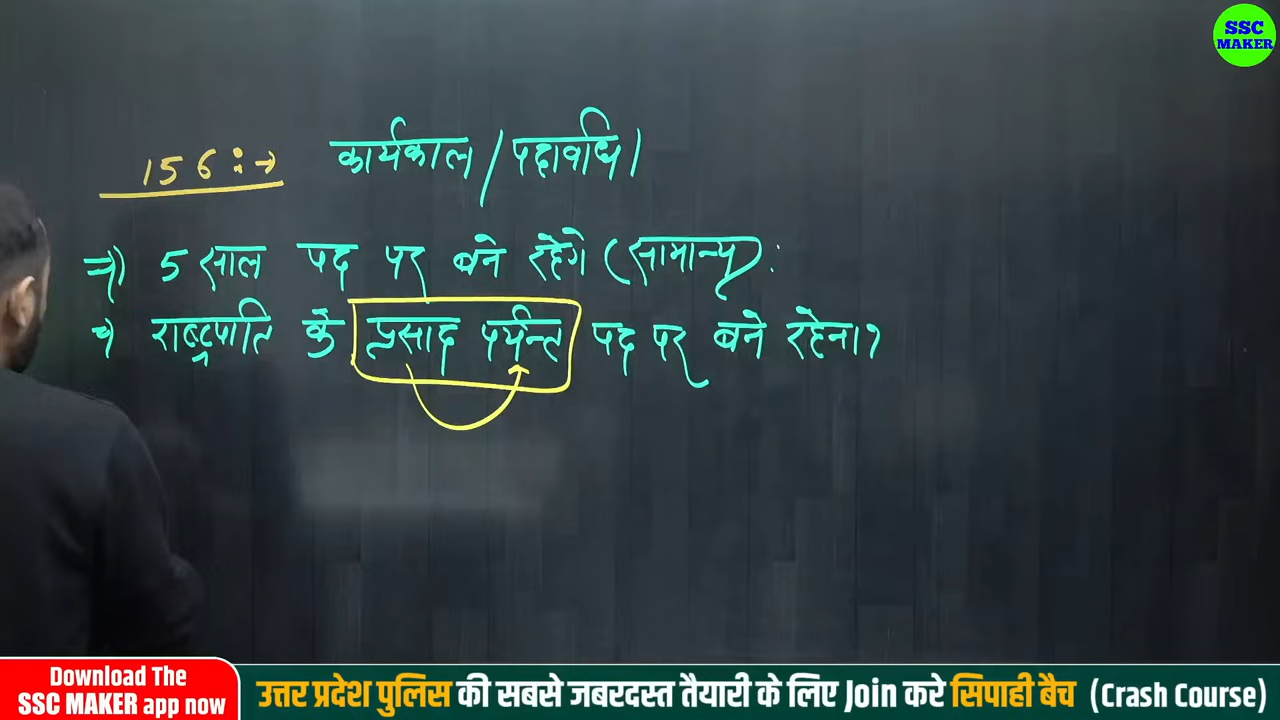 SSC
MAKER
156 :→ कार्यकाल / पदावधि।
⇒ 5 साल पद पर बने रहेंगे (सामान्य) :
→ राष्ट्रपति के प्रसाद पर्यन्त पद पर बने रहेना?
Download The
SSC MAKER app now
उत्तर प्रदेश पुलिस की सबसे जबरदस्त तैयारी के लिए Join करे सिपाही बैच (Crash Course)